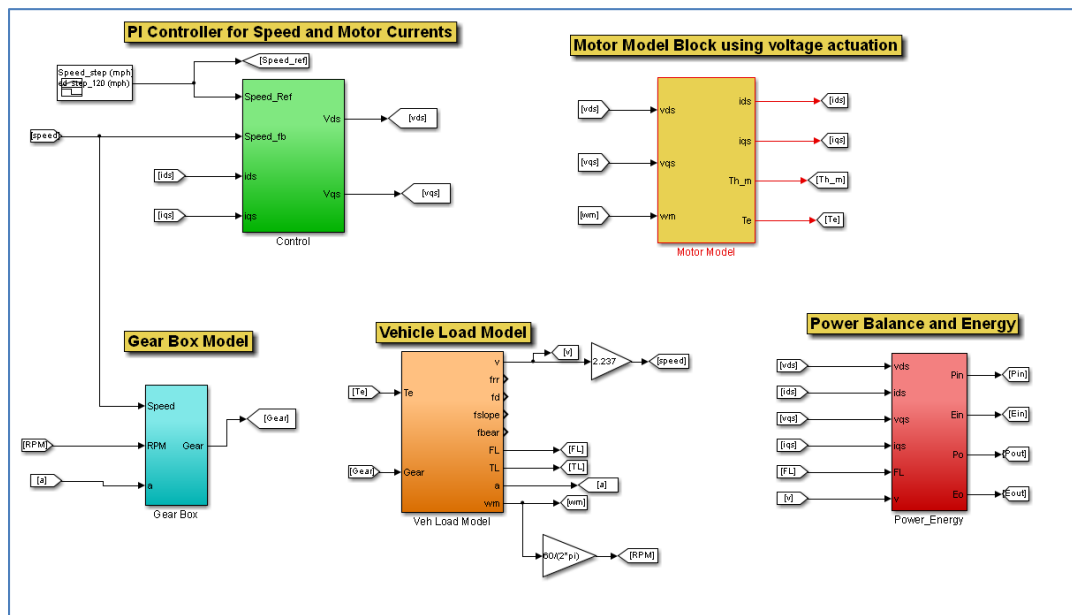 PI Controller for Speed and Motor Currents
Speed_step (mph)
ed_step_120 (mph)
[Speed_ref]
Speed_Ref
[speed]
Speed_fb
[ids]
ids
[iqs]
iqs
Vds
[vds]
Vqs
[vqs]
Control
Motor Model Block using voltage actuation
[vds]
vds
[vqs]
vqs
[wm]
wm
ids
[ids]
iqs
[iqs]
Th_m
[Th_m]
Te
[Te]
Motor Model
Gear Box Model
Speed
[RPM]
RPM
[a]
a
Gear
[Gear]
Gear Box
Vehicle Load Model
[Te]
Te
[Gear]
Gear
v
[v]
2.237
[speed]
frr
fd
fslope
fbear
FL
[FL]
TL
[TL]
a
[a]
wm
[wm]
60/(2*pi)
[RPM]
Veh Load Model
Power Balance and Energy
[vds]
vds
[ids]
ids
[vqs]
vqs
[iqs]
iqs
[FL]
FL
[v]
v
Pin
[Pin]
Ein
[Ein]
Po
[Pout]
Eo
[Eout]
Power_Energy